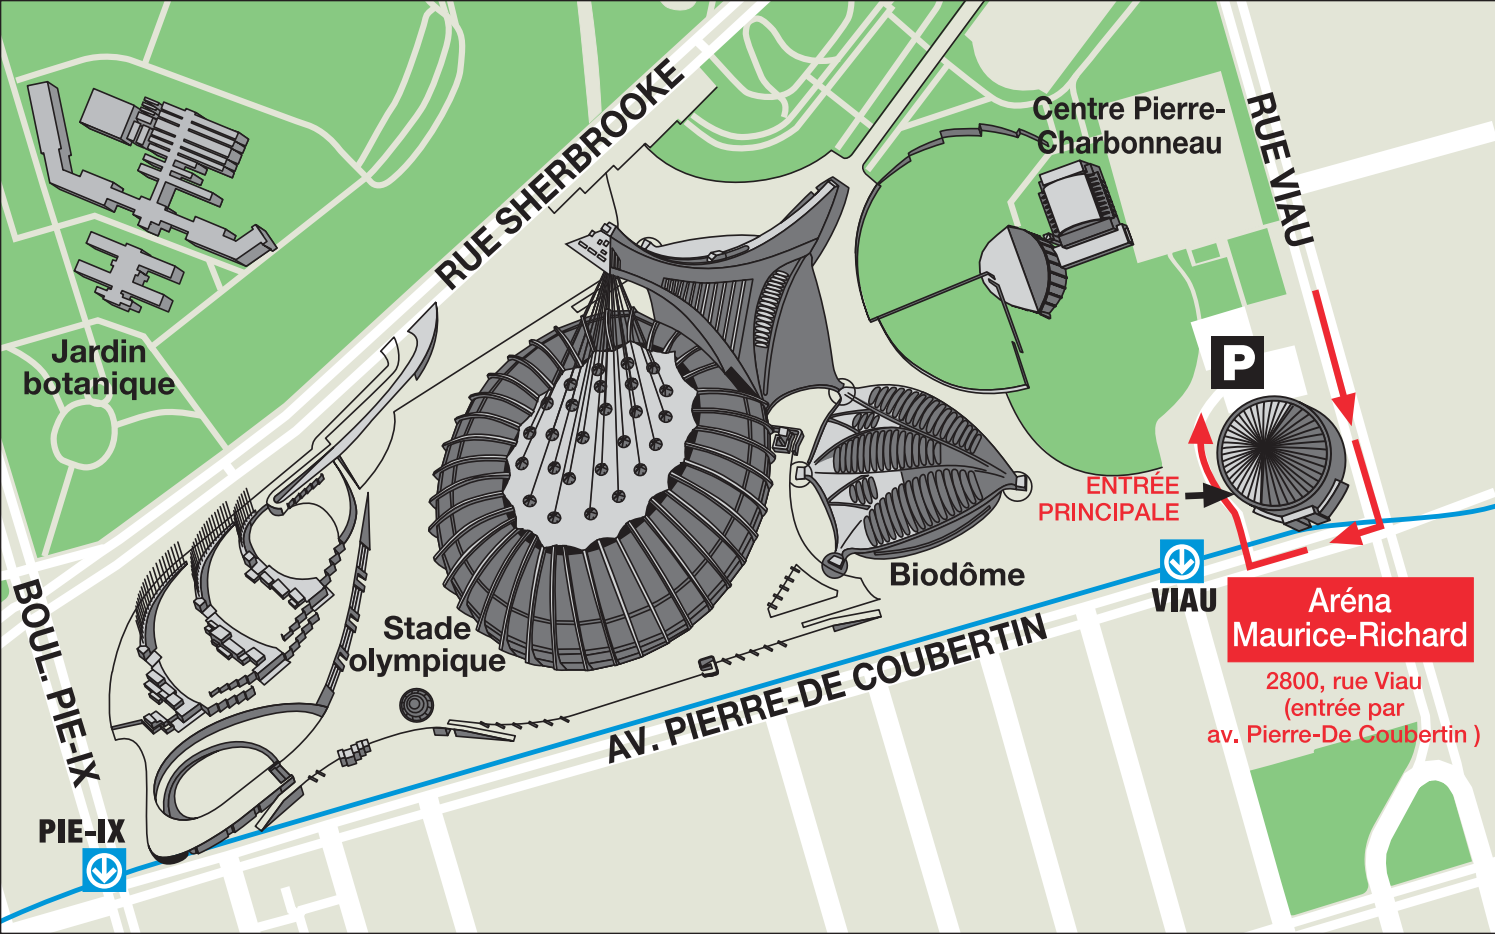 Centre Pierre-
Charbonneau
RUE VIAU
RUE SHERBROOKE
Jardin
botanique
P
ENTRÉE
PRINCIPALE
Biodôme
VIAU
Aréna
Maurice-Richard
2800, rue Viau
(entrée par
av. Pierre-De Coubertin )
Stade
olympique
BOUL. PIE-IX
AV. PIERRE-DE COUBERTIN
PIE-IX